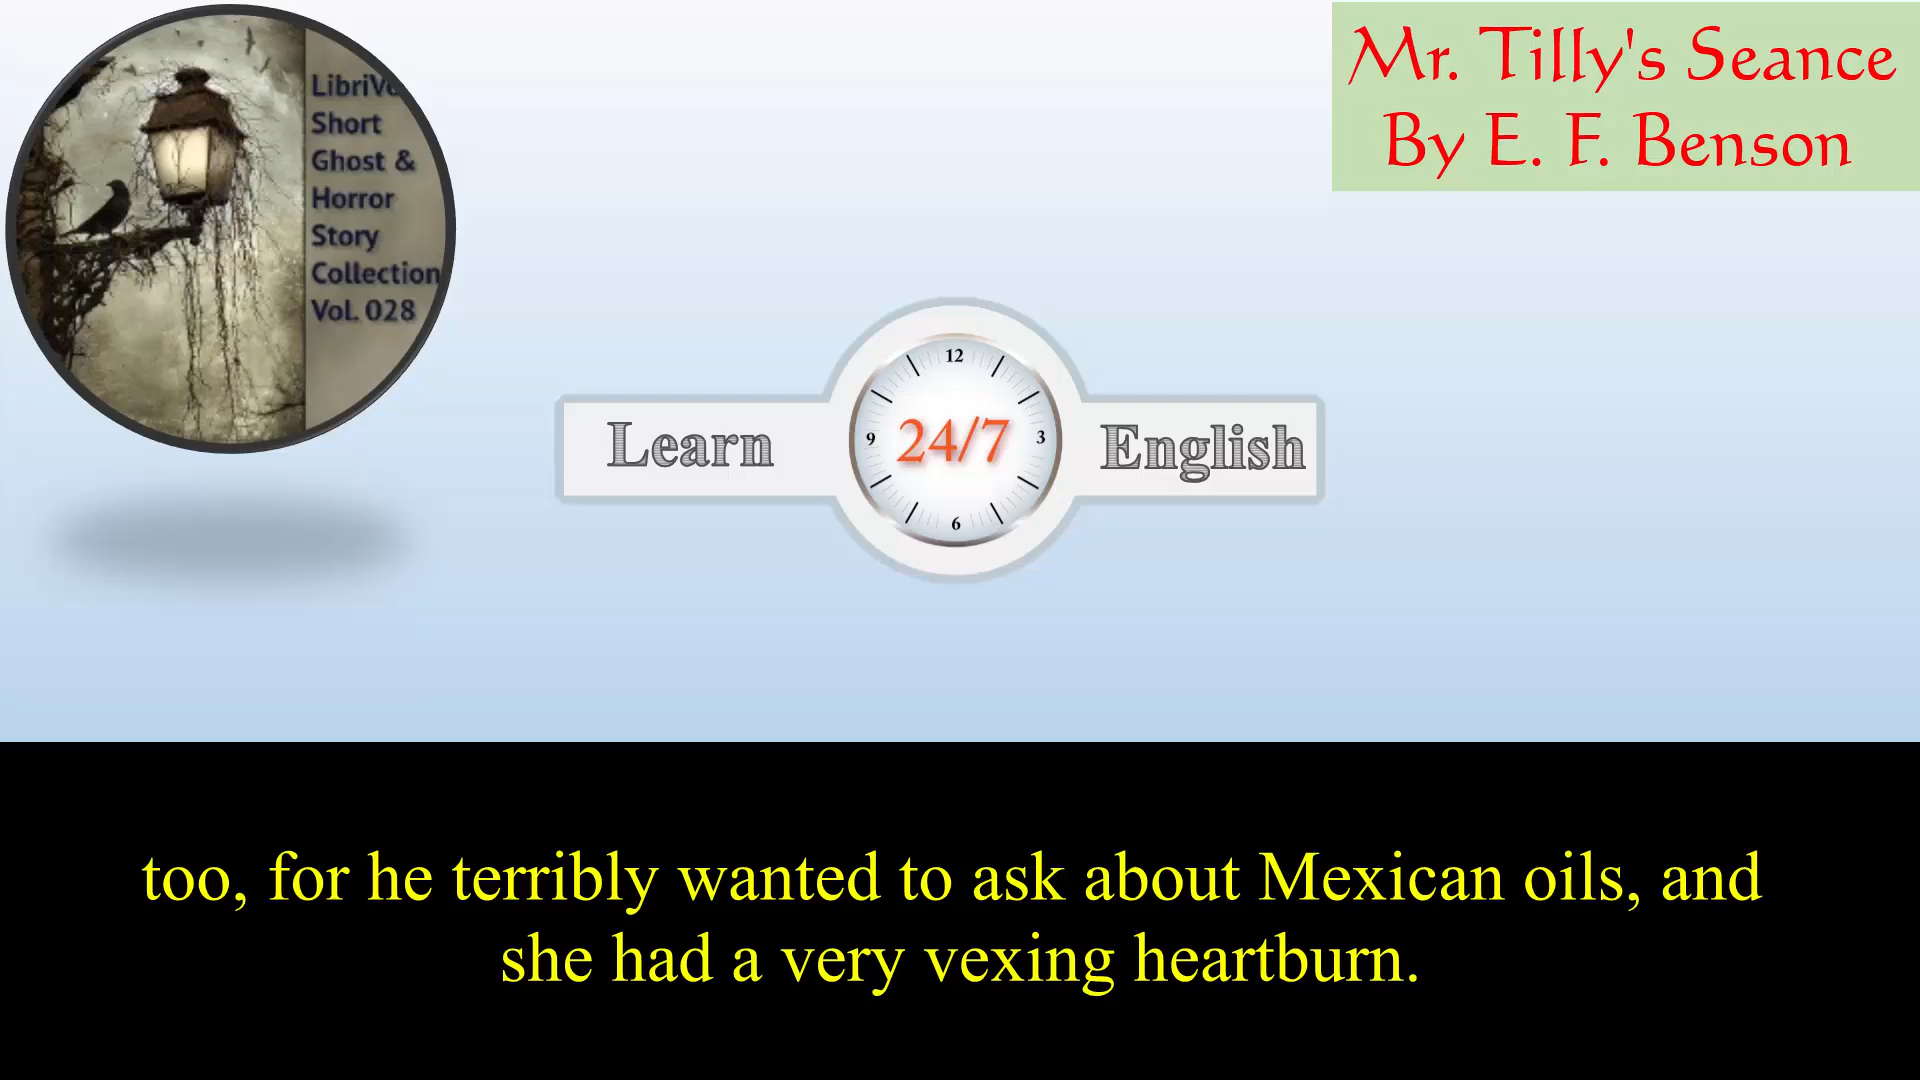 LibriVo
Short
Ghost &
Horror
Story
Collection
Vol. 028
Mr. Tilly's Seance
By E. F. Benson
12
9
3
6
Learn
24/7
English
too, for he terribly wanted to ask about Mexican oils, and
she had a very vexing heartburn.